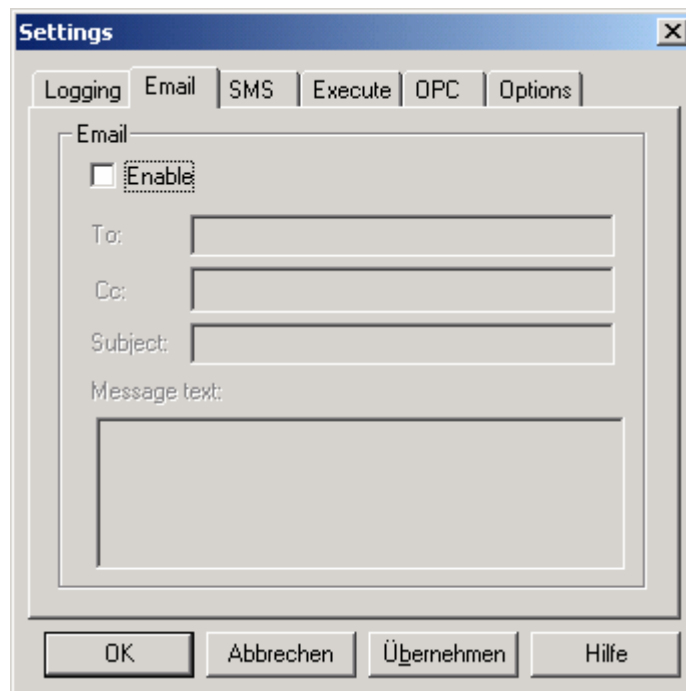 Settings
Logging Email SMS Execute OPC Options
Email
Enable
To:
Cc:
Subject:
Message text:
OK Abbrechen Übernehmen Hilfe